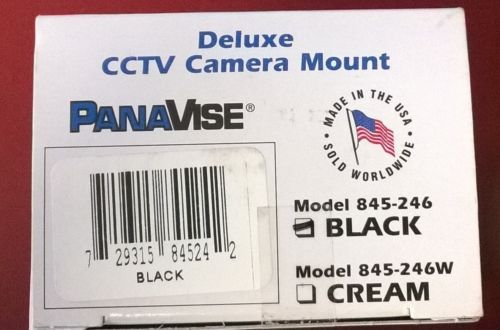 Deluxe
CCTV Camera Mount
PANAVISE®
• MADE IN THE USA •
SOLD WORLDWIDE
7 29315 84524 2
BLACK
Model 845-246
BLACK
Model 845-246W
CREAM